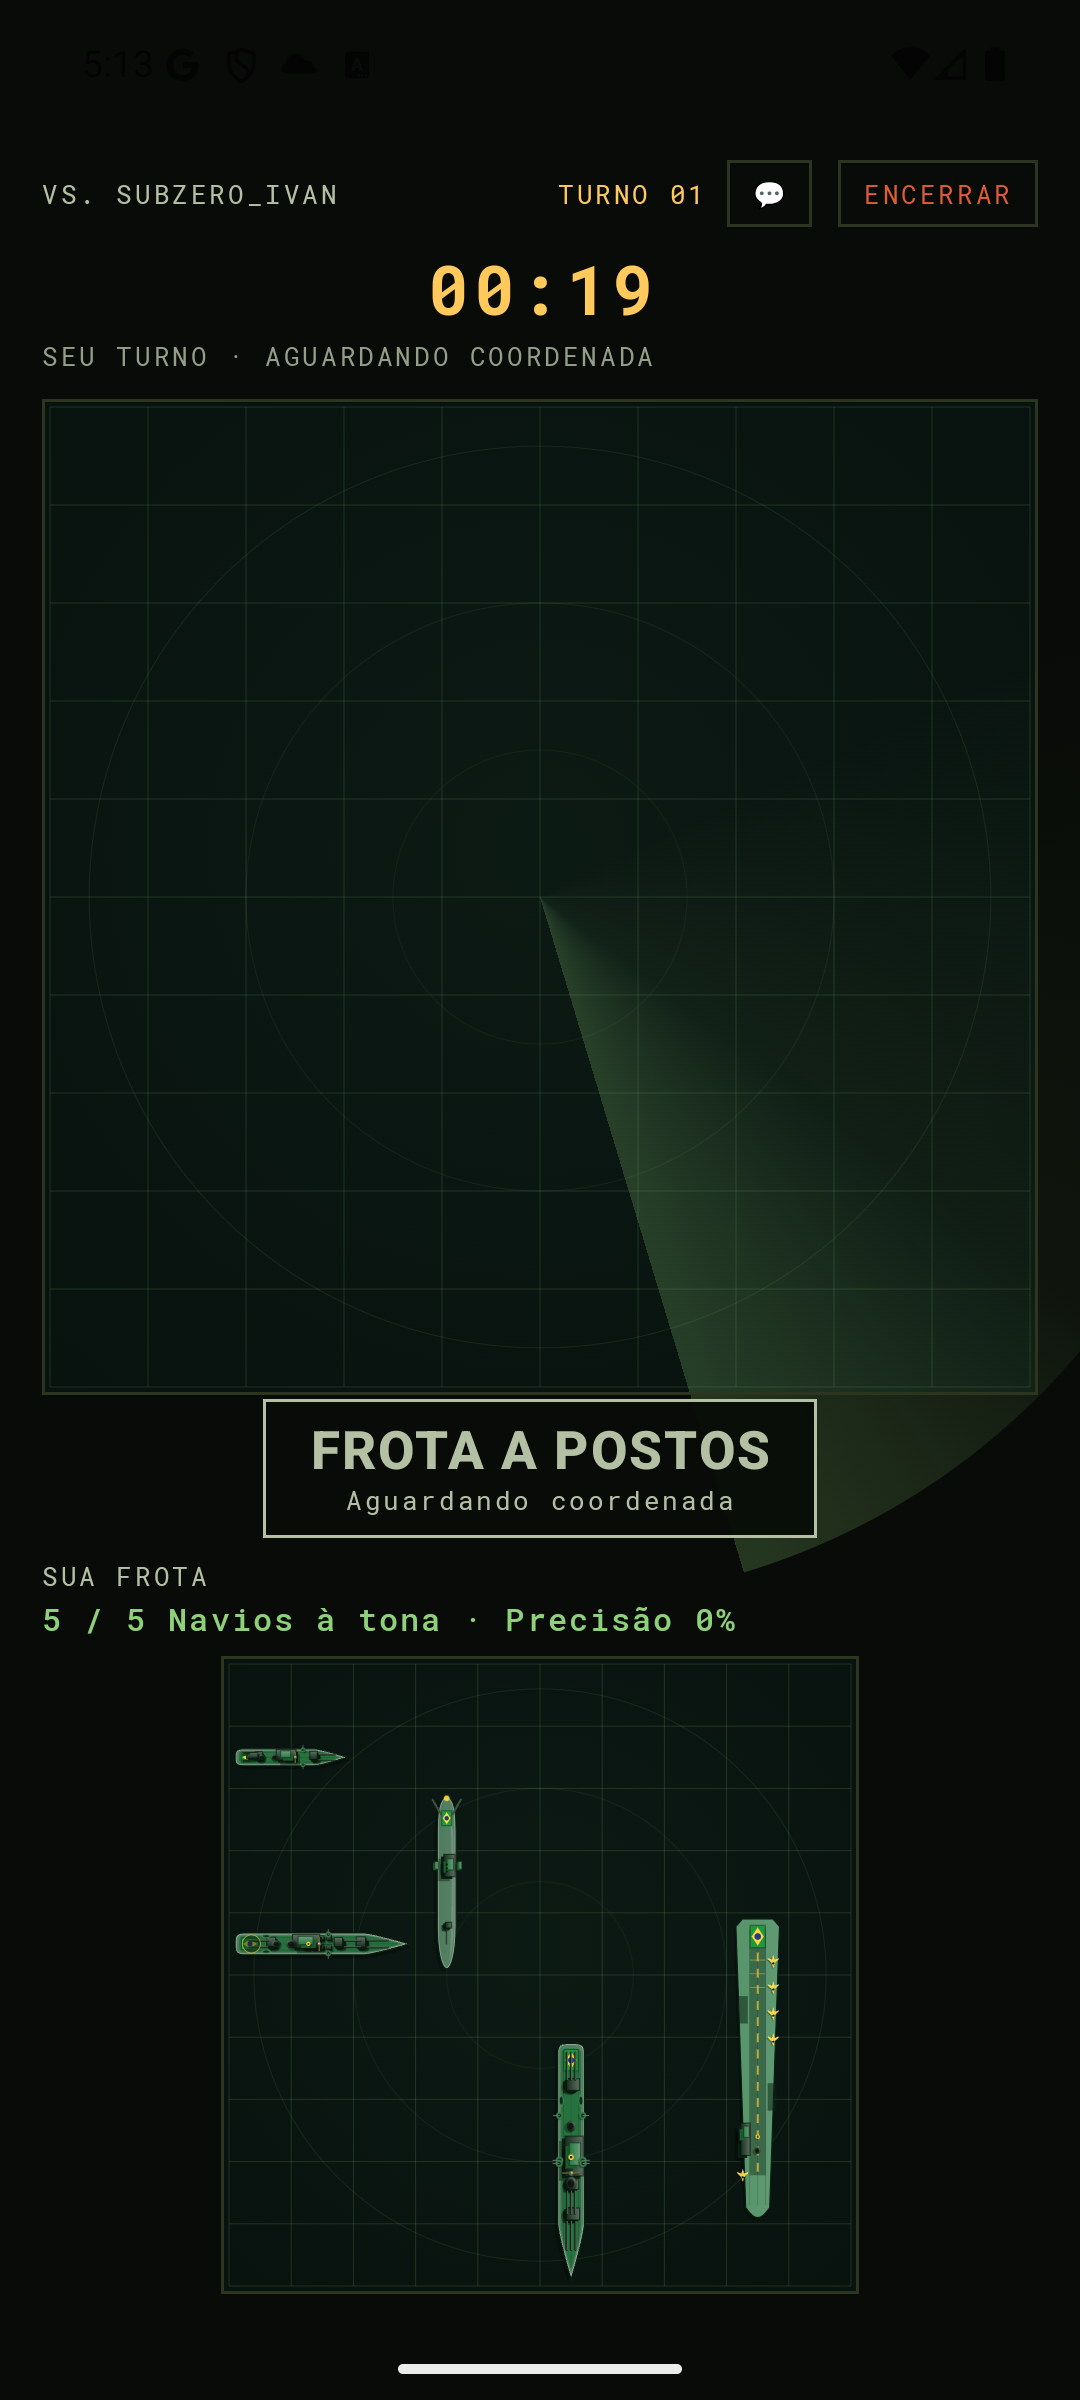 5:13
VS. SUBZERO_IVAN
TURNO 01
ENCERRAR
00:19
SEU TURNO · AGUARDANDO COORDENADA
FROTA A POSTOS
Aguardando coordenada
SUA FROTA
5 / 5 Navios à tona · Precisão 0%